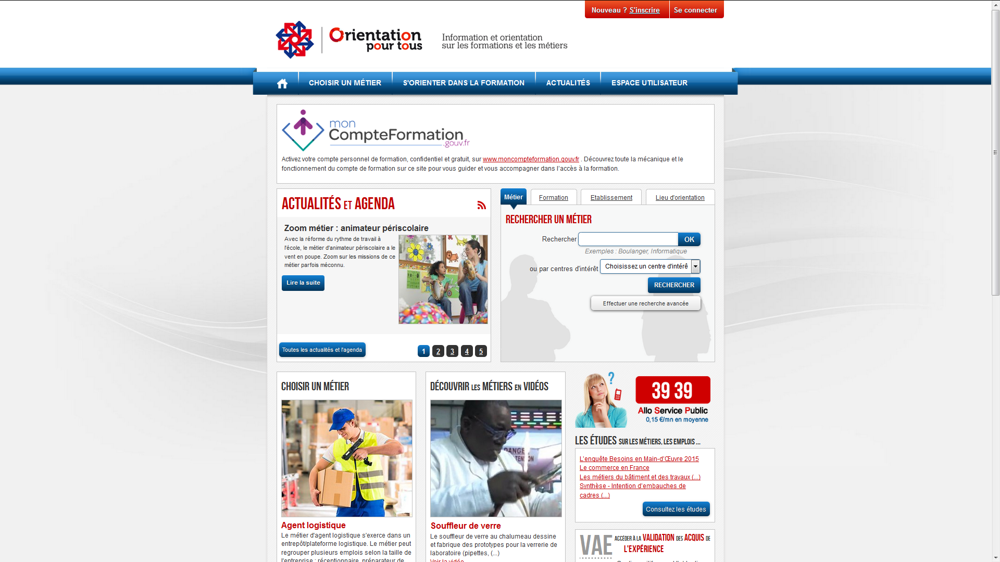 Nouveau ? S'inscrire
Se connecter
Orientation
pour tous
Information et orientation
sur les formations et les métiers
CHOISIR UN MÉTIER
S'ORIENTER DANS LA FORMATION
ACTUALITÉS
ESPACE UTILISATEUR
mon
CompteFormation
.gouv.fr
Activez votre compte personnel de formation, confidentiel et gratuit, sur www.moncompteformation.gouv.fr . Découvrez toute la mécanique et le
fonctionnement du compte de formation sur ce site pour vous guider et vous accompagner dans l'accès à la formation.
ACTUALITÉS ET AGENDA
Zoom métier : animateur périscolaire
Avec la réforme du rythme de travail à
l'école, le métier d'animateur périscolaire a le
vent en poupe. Zoom sur les missions de ce
métier parfois méconnu.
Lire la suite
Toutes les actualités et l'agenda
1 2 3 4 5
Métier
Formation
Etablissement
Lieu d'orientation
RECHERCHER UN MÉTIER
Rechercher
OK
Exemples : Boulanger, Informatique
ou par centres d'intérêt
Choisissez un centre d'intérê
RECHERCHER
Effectuer une recherche avancée
CHOISIR UN MÉTIER
Agent logistique
Le métier d'agent logistique s'exerce dans un
entrepôt/plateforme logistique. Le métier peut
regrouper plusieurs emplois selon la taille de
l'entreprise : réceptionnaire, préparateur de
DÉCOUVRIR LES MÉTIERS EN VIDÉOS
DANGER
Souffleur de verre
Le souffleur de verre au chalumeau dessine
et fabrique des prototypes pour la verrerie de
laboratoire (pipettes, (...)
Voir la vidéo
?
39 39
Allo Service Public
0,15 €/mn en moyenne
LES ÉTUDES SUR LES MÉTIERS, LES EMPLOIS ...
L'enquête Besoins en Main-d'Œuvre 2015
Le commerce en France
Les métiers du bâtiment et des travaux (...)
Synthèse - Intention d'embauches de
cadres (...)
Consultez les études
VAE
ACCÉDER À LA VALIDATION DES ACQUIS DE
L'EXPÉRIENCE